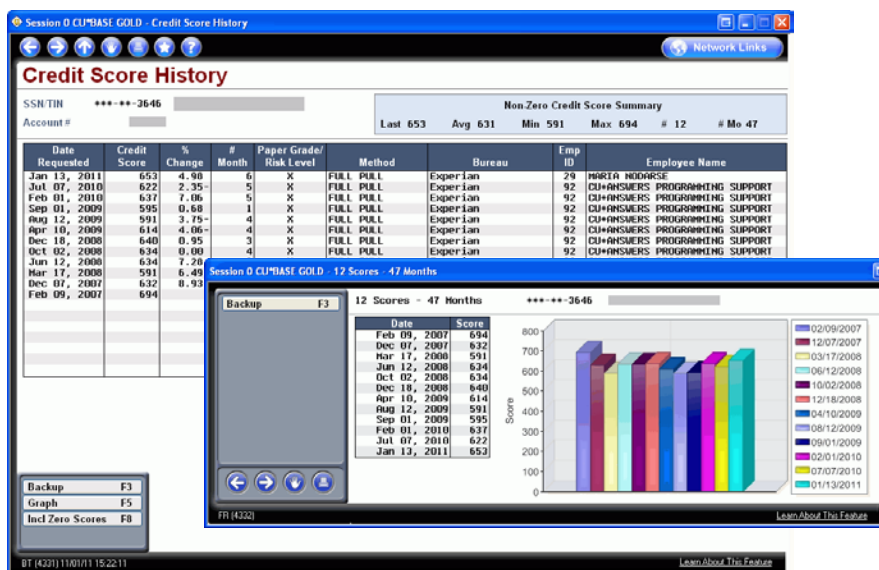 Session 0 CU*BASE GOLD - Credit Score History
Network Links
Credit Score History
SSN/TIN ***-**-3646
Account #
Non-Zero Credit Score Summary
Last 653 Avg 631 Min 591 Max 694 # 12 # Mo 47
Date Requested Credit Score % Change # Month Paper Grade/ Risk Level Method Bureau Emp ID Employee Name
Jan 13, 2011 653 4.98 6 X FULL PULL Experian 29 MARIA NODARSE
Jul 07, 2010 622 2.35- 5 X FULL PULL Experian 92 CU*ANSWERS PROGRAMMING SUPPORT
Feb 01, 2010 637 7.06 5 X FULL PULL Experian 92 CU*ANSWERS PROGRAMMING SUPPORT
Sep 01, 2009 595 0.68 1 X FULL PULL Experian 92 CU*ANSWERS PROGRAMMING SUPPORT
Aug 12, 2009 591 3.75- 4 X FULL PULL Experian 92 CU*ANSWERS PROGRAMMING SUPPORT
Apr 10, 2009 614 4.06- 4 X FULL PULL Experian 92 CU*ANSWERS PROGRAMMING SUPPORT
Dec 18, 2008 640 0.95 3 X FULL PULL Experian 92 CU*ANSWERS PROGRAMMING SUPPORT
Oct 02, 2008 634 0.00 4 X FULL PULL Experian 92 CU*ANSWERS PROGRAMMING SUPPORT
Jun 12, 2008 634 7.28
Mar 17, 2008 591 6.49
Dec 07, 2007 632 8.93
Feb 09, 2007 694
Backup F3
Graph F5
Incl Zero Scores F8
BT (4331) 11/01/11 15:22:11
Learn About This Feature
Session 0 CU*BASE GOLD - 12 Scores - 47 Months
Backup F3
12 Scores - 47 Months ***-**-3646
Date Score
Feb 09, 2007 694
Dec 07, 2007 632
Mar 17, 2008 591
Jun 12, 2008 634
Oct 02, 2008 634
Dec 18, 2008 640
Apr 10, 2009 614
Aug 12, 2009 591
Sep 01, 2009 595
Feb 01, 2010 637
Jul 07, 2010 622
Jan 13, 2011 653
Score
800
700
600
500
400
300
200
100
0
02/09/2007
12/07/2007
03/17/2008
06/12/2008
10/02/2008
12/18/2008
04/10/2009
08/12/2009
09/01/2009
02/01/2010
07/07/2010
01/13/2011
FR (4332)
Learn About This Feature